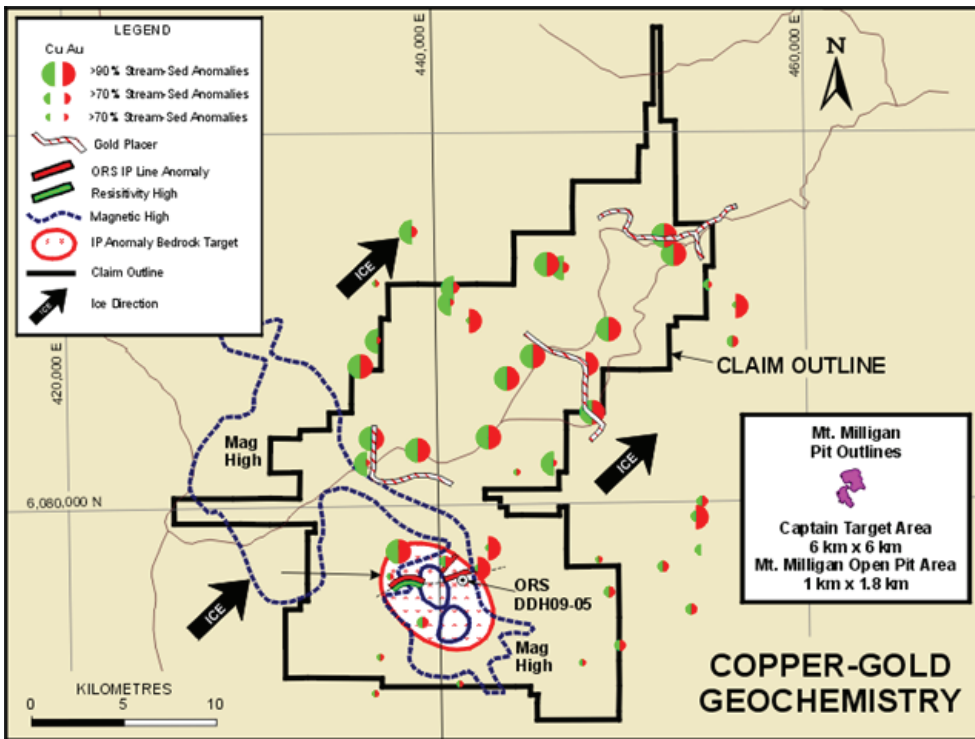 LEGEND
Cu Au
>90% Stream-Sed Anomalies
>70% Stream-Sed Anomalies
>70% Stream-Sed Anomalies
Gold Placer
ORS IP Line Anomaly
Resisitivity High
Magnetic High
IP Anomaly Bedrock Target
Claim Outline
ICE
Ice Direction
440,000 E
460,000 E
N
ICE
420,000 E
CLAIM OUTLINE
Mag
High
ICE
6,080,000 N
Mt. Milligan
Pit Outlines
Captain Target Area
6 km x 6 km
Mt. Milligan Open Pit Area
1 km x 1.8 km
ICE
ORS
DDH09-05
Mag
High
KILOMETRES
0 5 10
COPPER-GOLD
GEOCHEMISTRY